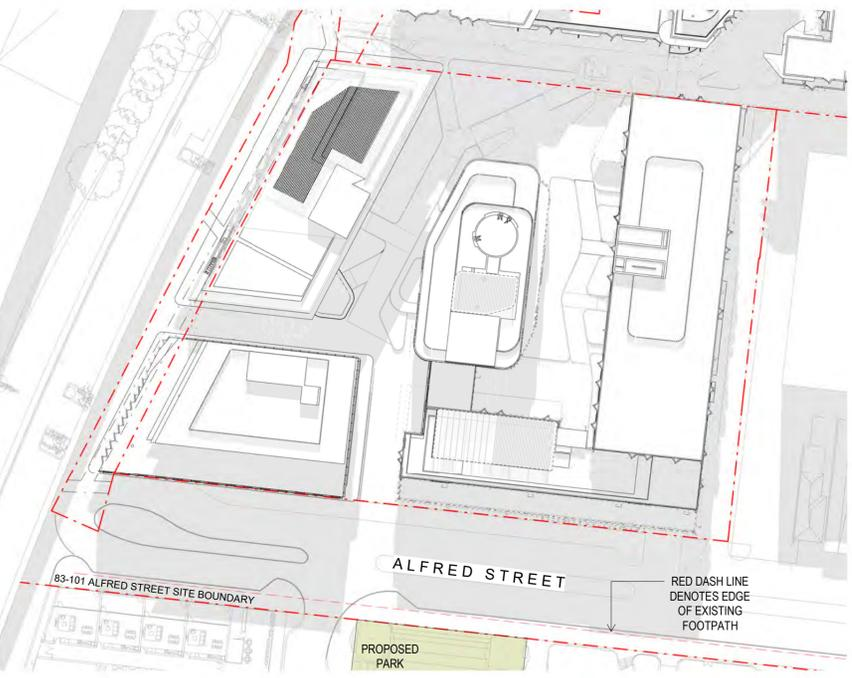 ALFRED STREET
83-101 ALFRED STREET SITE BOUNDARY
RED DASH LINE
DENOTES EDGE
OF EXISTING
FOOTPATH
PROPOSED
PARK